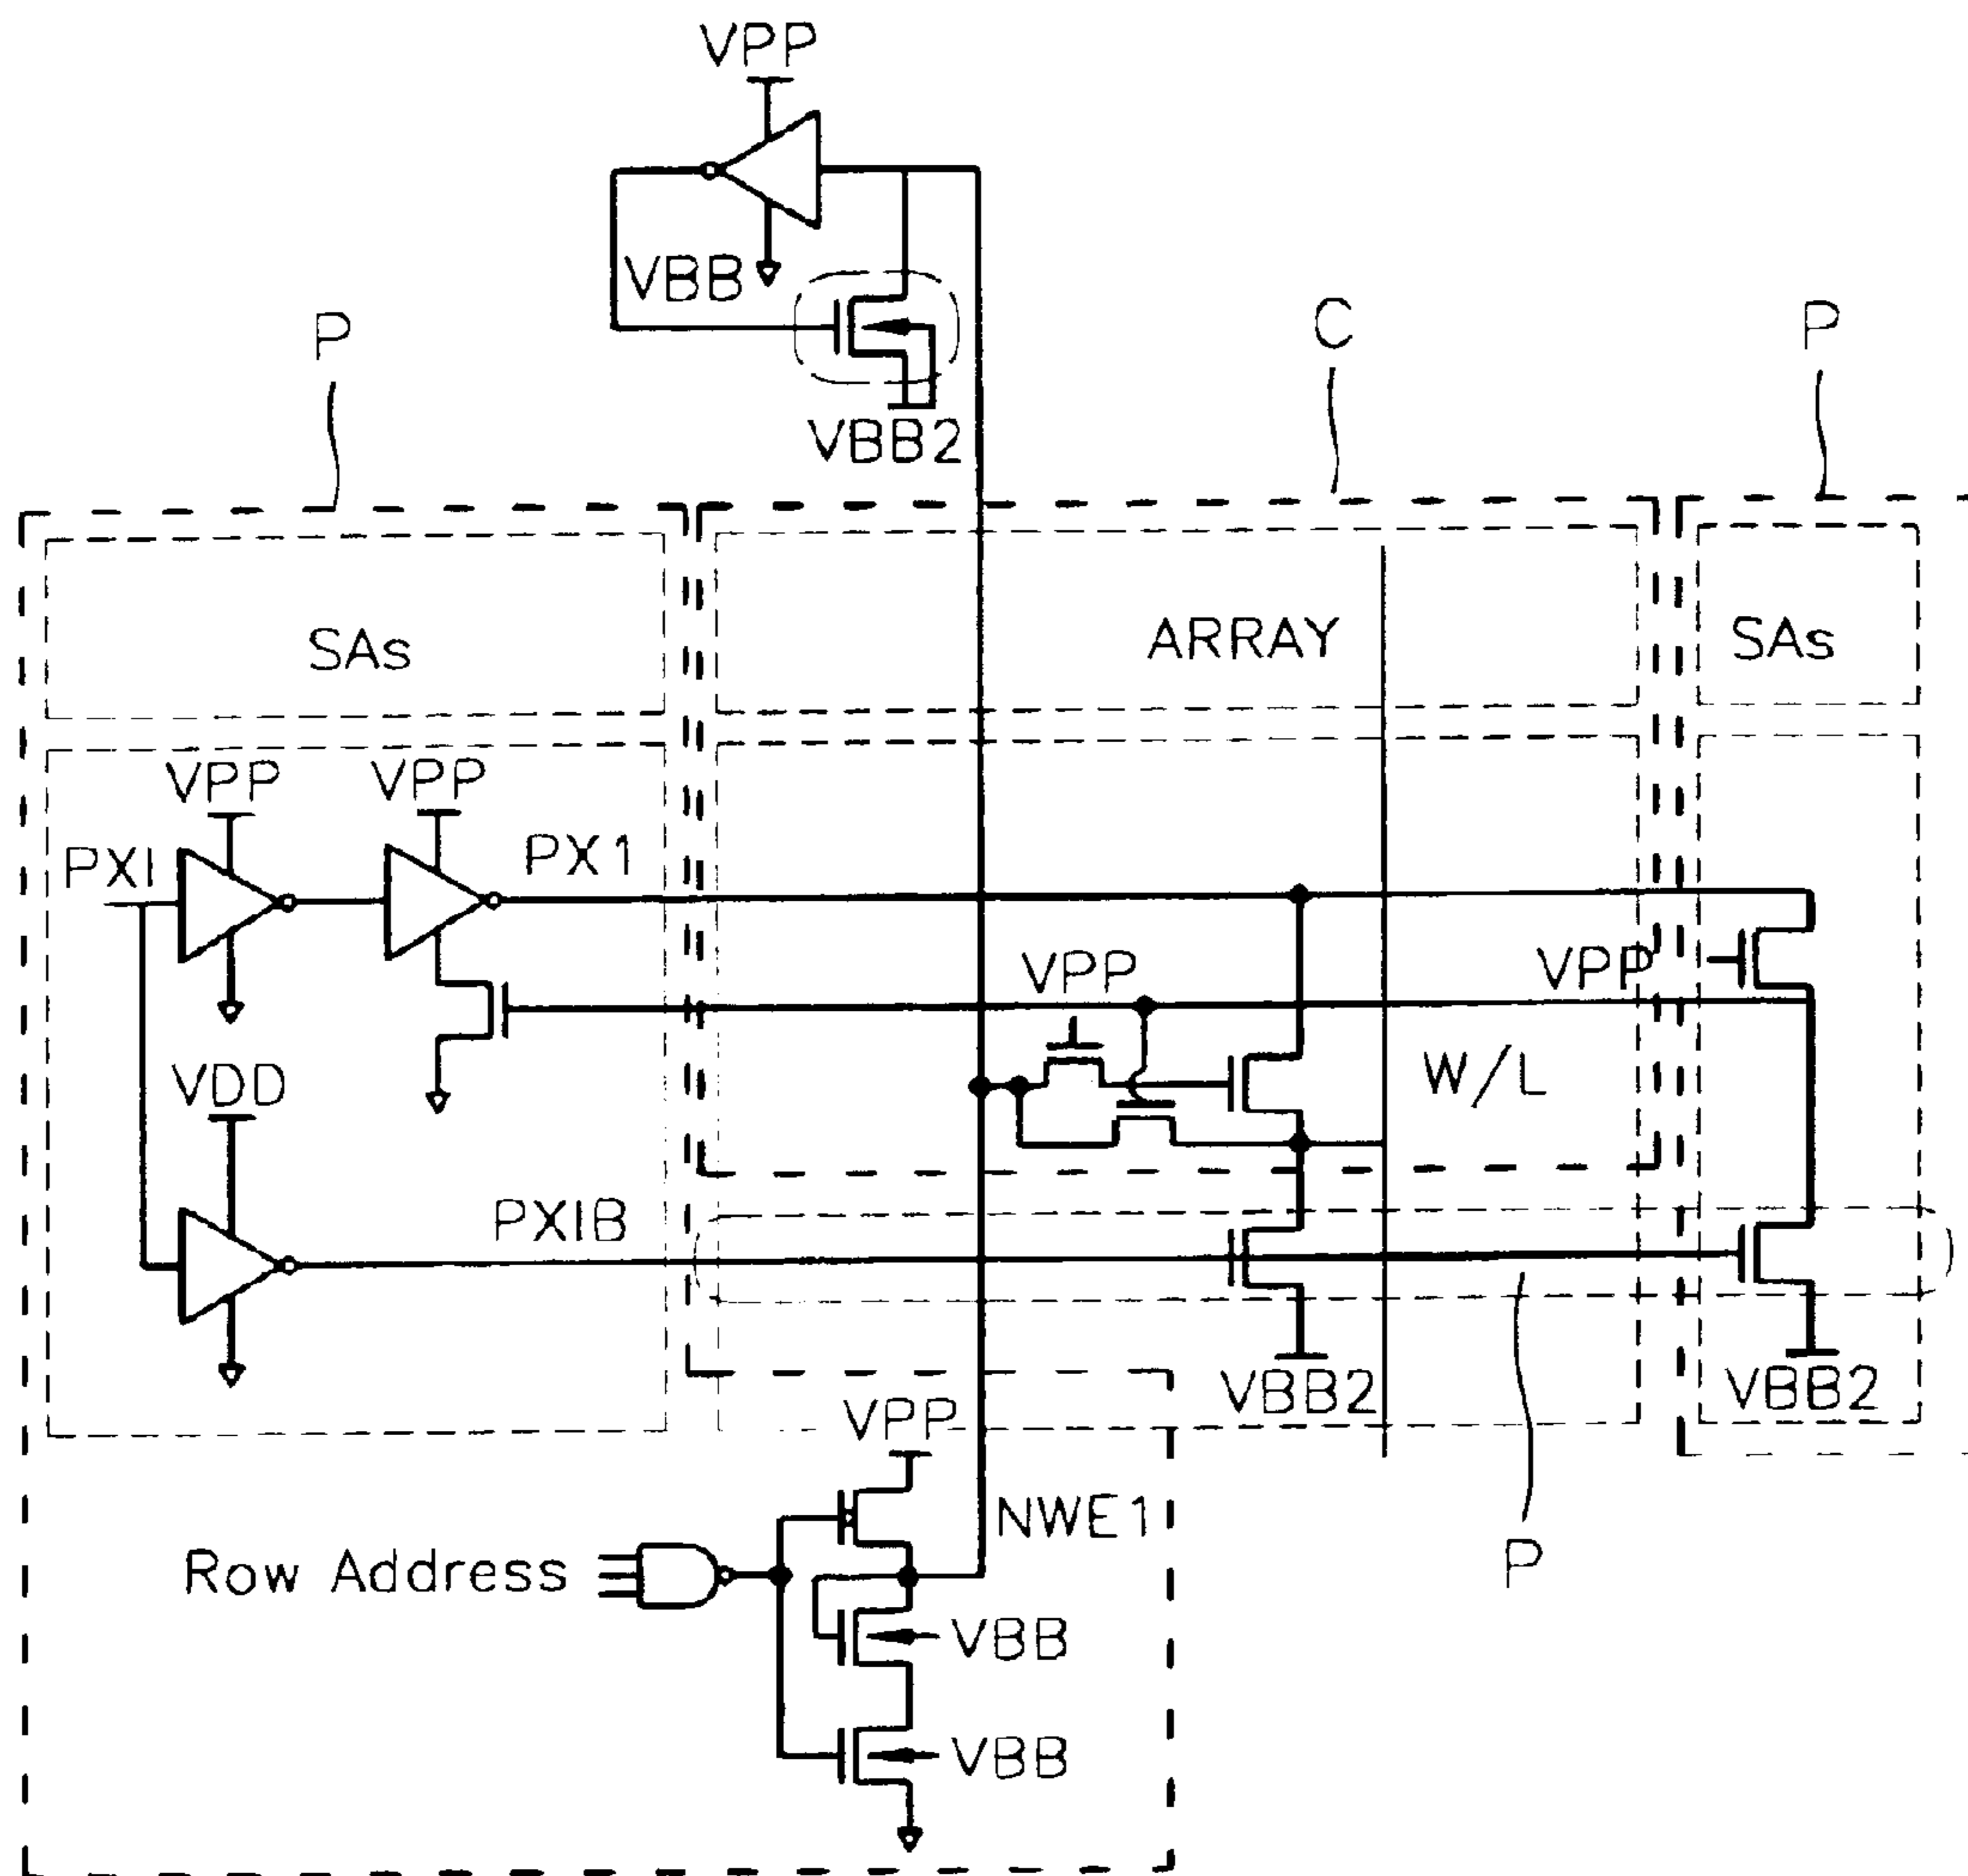 VPP
VBB
P
C
P
VBB2
SAs
ARRAY
SAs
VPP
VPP
PXI
PX1
VPP
VPP
VDD
W/L
PXIB
VBB2
VBB2
VPP
NWE1
Row Address
P
VBB
VBB